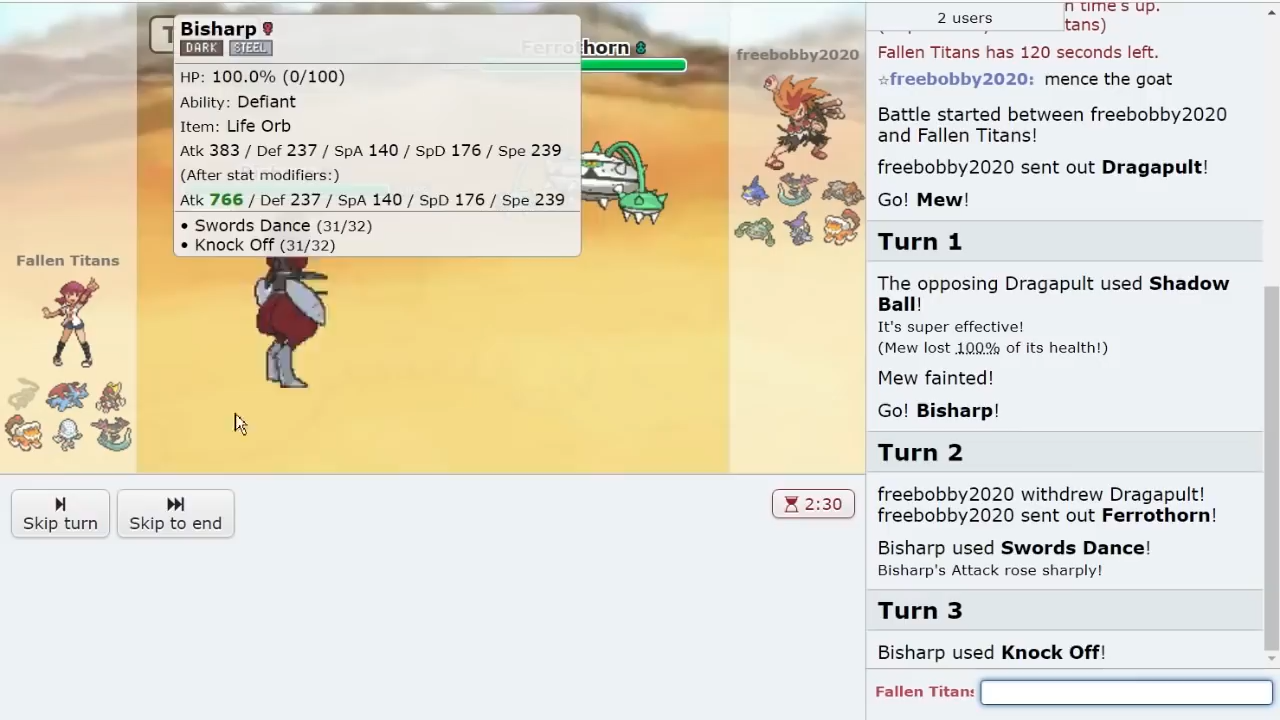 Bisharp
DARK STEEL
HP: 100.0% (0/100)
Ability: Defiant
Item: Life Orb
Atk 383 / Def 237 / SpA 140 / SpD 176 / Spe 239
(After stat modifiers:)
Atk 766 / Def 237 / SpA 140 / SpD 176 / Spe 239
• Swords Dance (31/32)
• Knock Off (31/32)
T
Ferrothorn
freebobby2020
Fallen Titans
Skip turn
Skip to end
2:30
2 users
n time's up.
tans)
Fallen Titans has 120 seconds left.
☆freebobby2020: mence the goat
Battle started between freebobby2020
and Fallen Titans!
freebobby2020 sent out Dragapult!
Go! Mew!
Turn 1
The opposing Dragapult used Shadow
Ball!
It's super effective!
(Mew lost 100% of its health!)
Mew fainted!
Go! Bisharp!
Turn 2
freebobby2020 withdrew Dragapult!
freebobby2020 sent out Ferrothorn!
Bisharp used Swords Dance!
Bisharp's Attack rose sharply!
Turn 3
Bisharp used Knock Off!
Fallen Titans